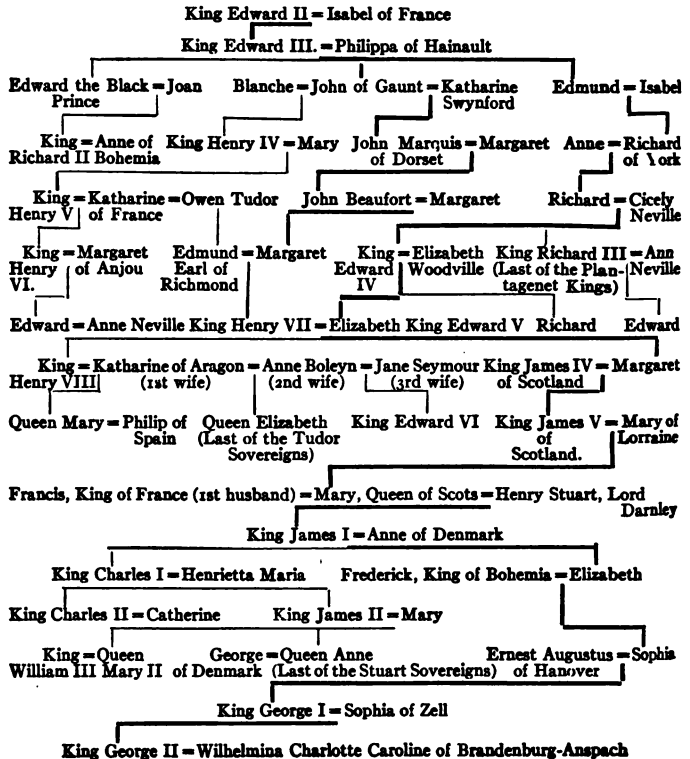 King Edward II = Isabel of France
King Edward III. = Philippa of Hainault
Edward the Black = Joan Blanche = John of Gaunt = Katharine Edmund = Isabel
Prince Swynford
King = Anne of King Henry IV = Mary John Marquis = Margaret Anne = Richard
Richard II Bohemia of Dorset of York
King = Katharine = Owen Tudor John Beaufort = Margaret Richard = Cicely
Henry V of France Neville
King = Margaret Edmund = Margaret King = Elizabeth King Richard III = Ann
Henry of Anjou Earl of Edward Woodville (Last of the Plan- Neville
VI. Richmond IV tagenet Kings)
Edward = Anne Neville King Henry VII = Elizabeth King Edward V Richard Edward
King = Katharine of Aragon = Anne Boleyn = Jane Seymour King James IV = Margaret
Henry VIII (1st wife) (2nd wife) (3rd wife) of Scotland
Queen Mary = Philip of Queen Elizabeth King Edward VI King James V = Mary of
Spain (Last of the Tudor of Lorraine
Sovereigns) Scotland.
Francis, King of France (1st husband) = Mary, Queen of Scots = Henry Stuart, Lord
Darnley
King James I = Anne of Denmark
King Charles I = Henrietta Maria Frederick, King of Bohemia = Elizabeth
King Charles II = Catherine King James II = Mary
King = Queen George = Queen Anne Ernest Augustus = Sophia
William III Mary II of Denmark (Last of the Stuart Sovereigns) of Hanover
King George I = Sophia of Zell
King George II = Wilhelmina Charlotte Caroline of Brandenburg-Anspach